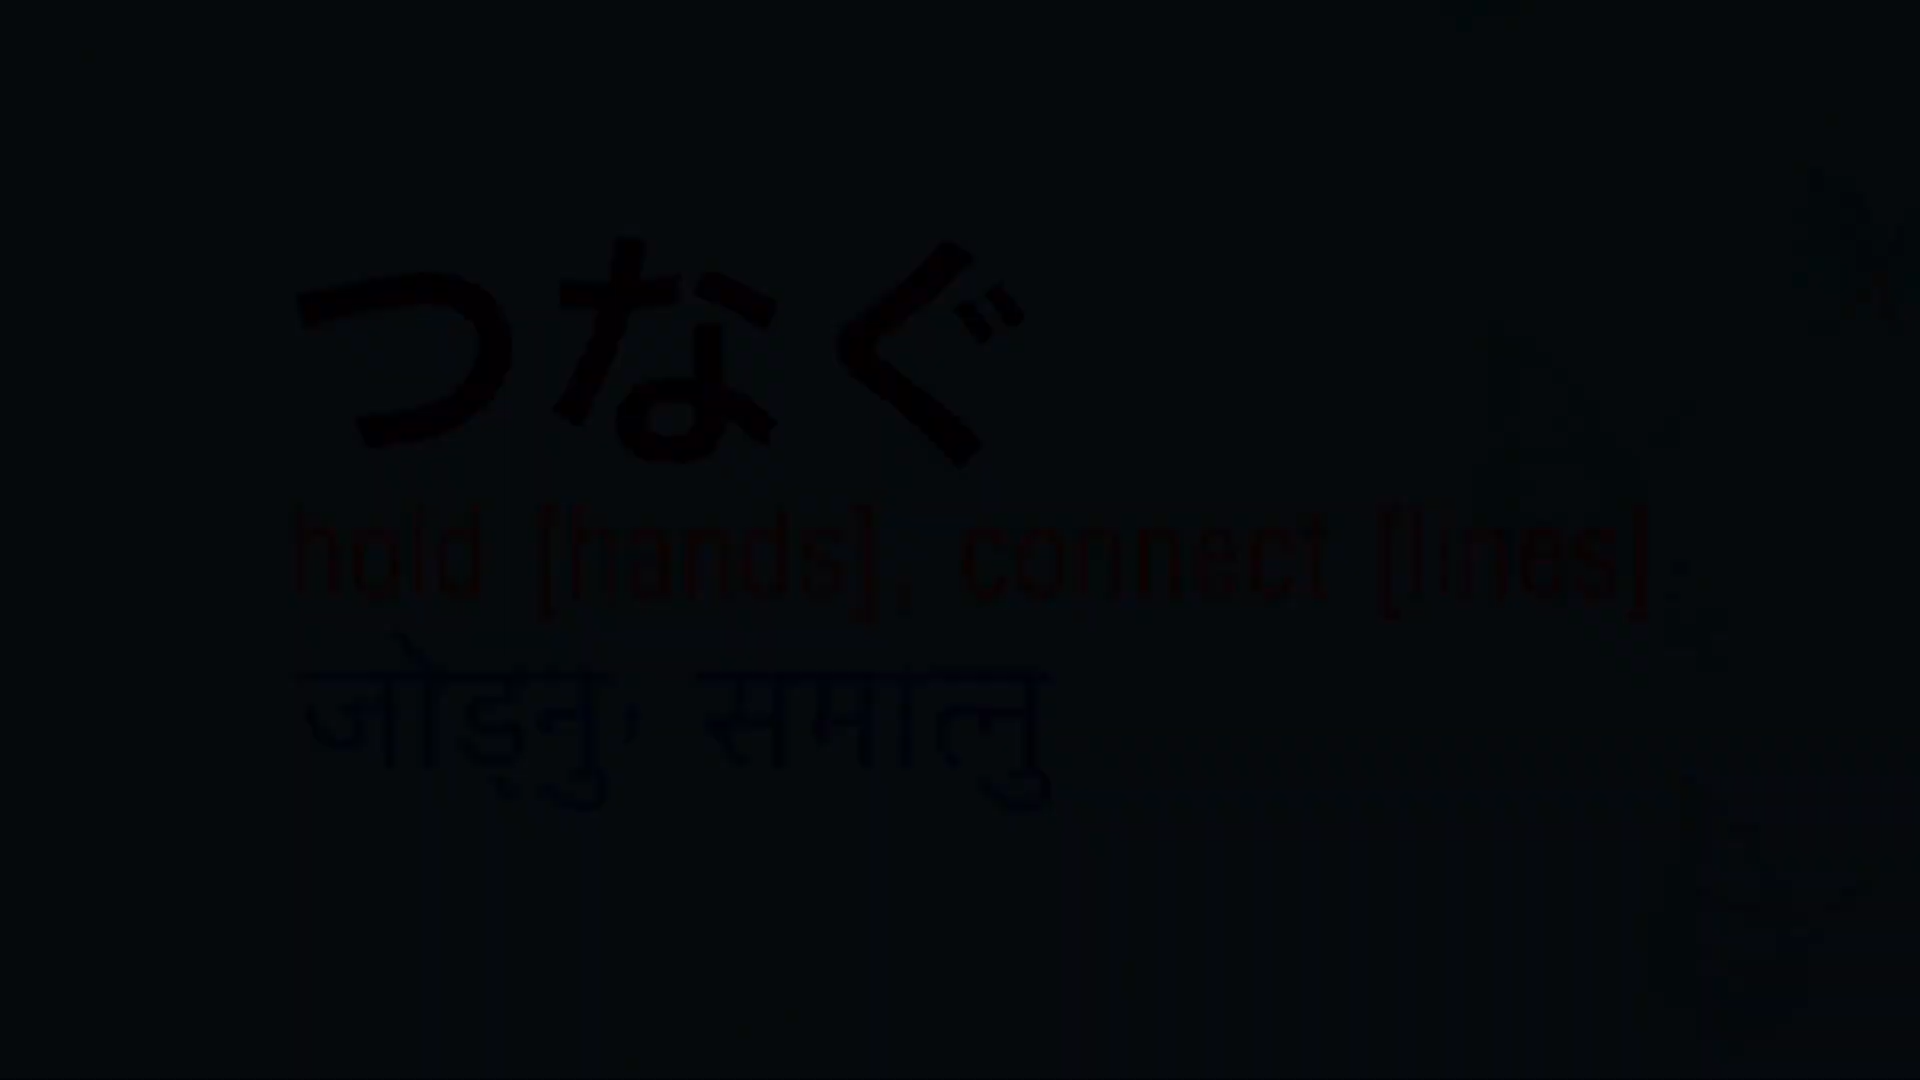 つなぐ
hold [hands], connect [lines]
जोड्नु, समाल्नु